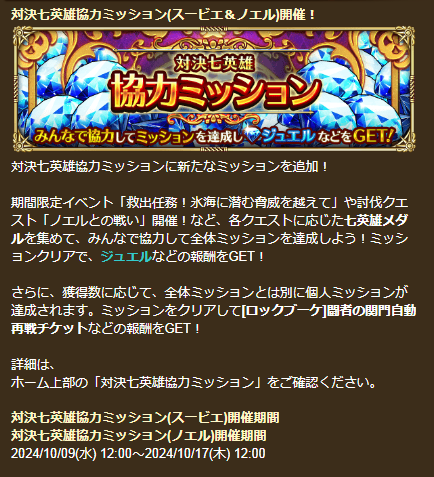 対決七英雄協力ミッション(スービエ＆ノエル)開催！
対決七英雄
協力ミッション
みんなで協力してミッションを達成しジュエルなどをGET!
対決七英雄協力ミッションに新たなミッションを追加！
期間限定イベント「救出任務！氷海に潜む脅威を越えて」や討伐クエ
スト「ノエルとの戦い」開催！など、各クエストに応じた七英雄メダ
ルを集めて、みんなで協力して全体ミッションを達成しよう！ミッシ
ョンクリアで、ジュエルなどの報酬をGET！
さらに、獲得数に応じて、全体ミッションとは別に個人ミッションが
達成されます。ミッションをクリアして[ロックブーケ]闘者の関門自動
再戦チケットなどの報酬をGET！
詳細は、
ホーム上部の「対決七英雄協力ミッション」をご確認ください。
対決七英雄協力ミッション(スービエ)開催期間
対決七英雄協力ミッション(ノエル)開催期間
2024/10/09(水) 12:00～2024/10/17(木) 12:00